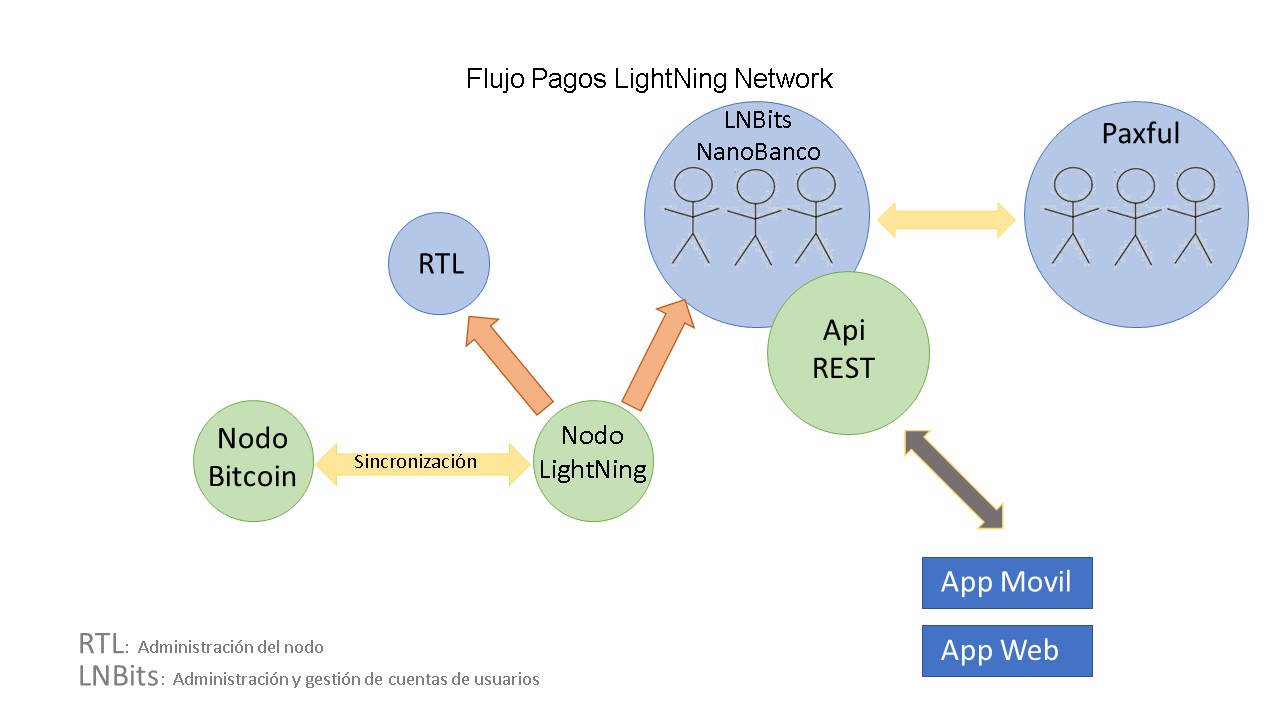 Flujo Pagos LightNing Network
LNBits
NanoBanco
Paxful
RTL
Api
REST
Nodo
Bitcoin
Sincronización
Nodo
LightNing
App Movil
App Web
RTL: Administración del nodo
LNBits: Administración y gestión de cuentas de usuarios